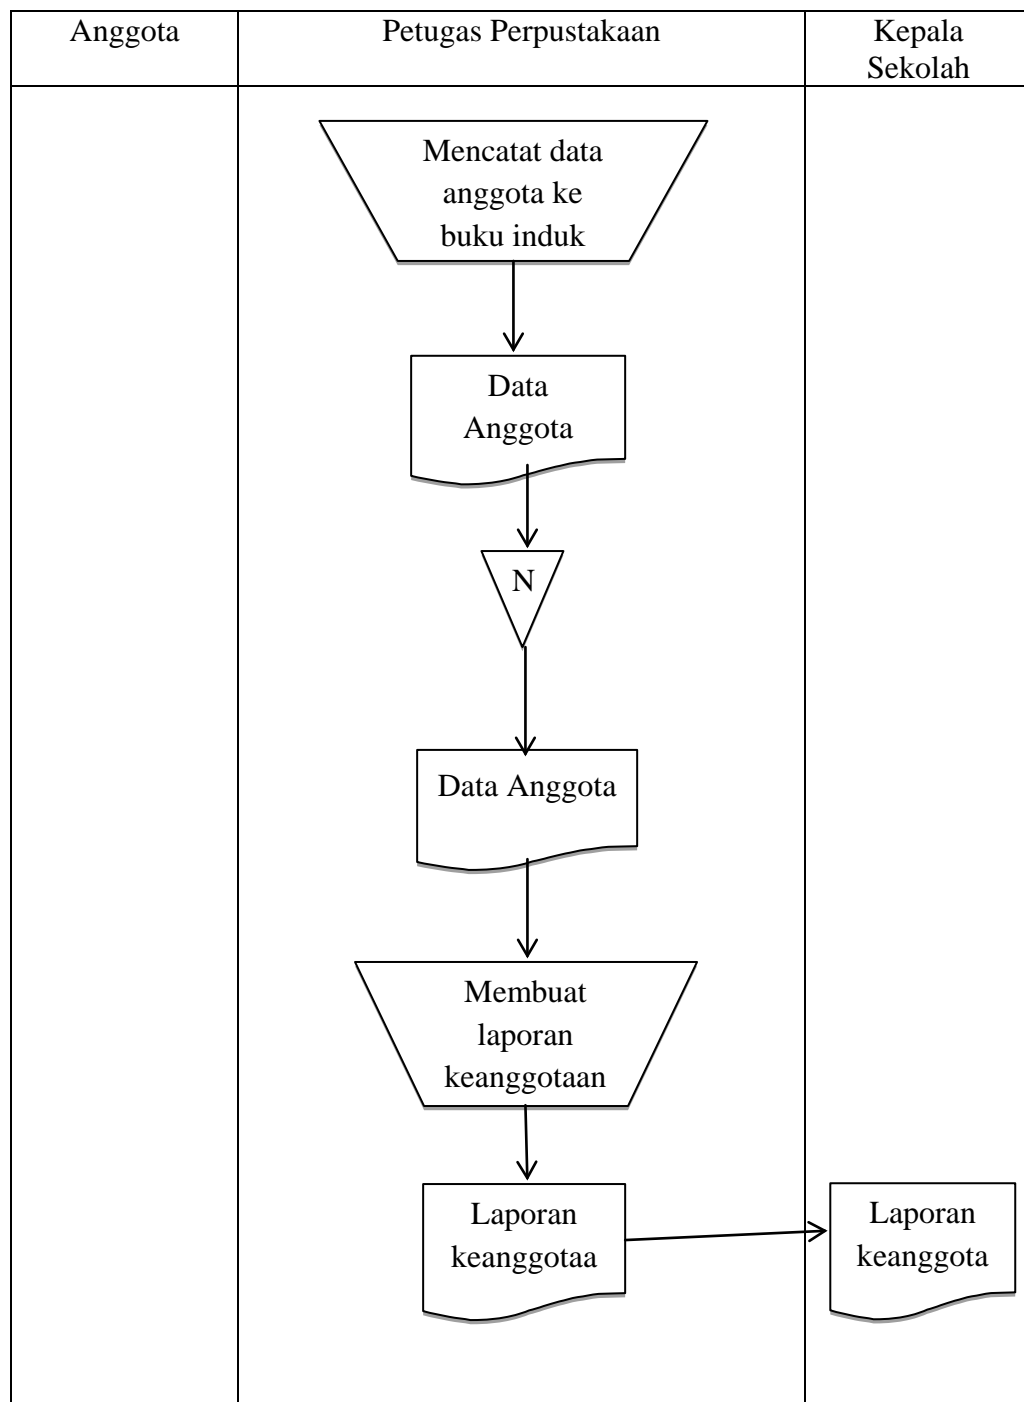 Anggota
Petugas Perpustakaan
Kepala
Sekolah
Mencatat data
anggota ke
buku induk
Data
Anggota
N
Data Anggota
Membuat
laporan
keanggotaan
Laporan
keanggotaa
Laporan
keanggota